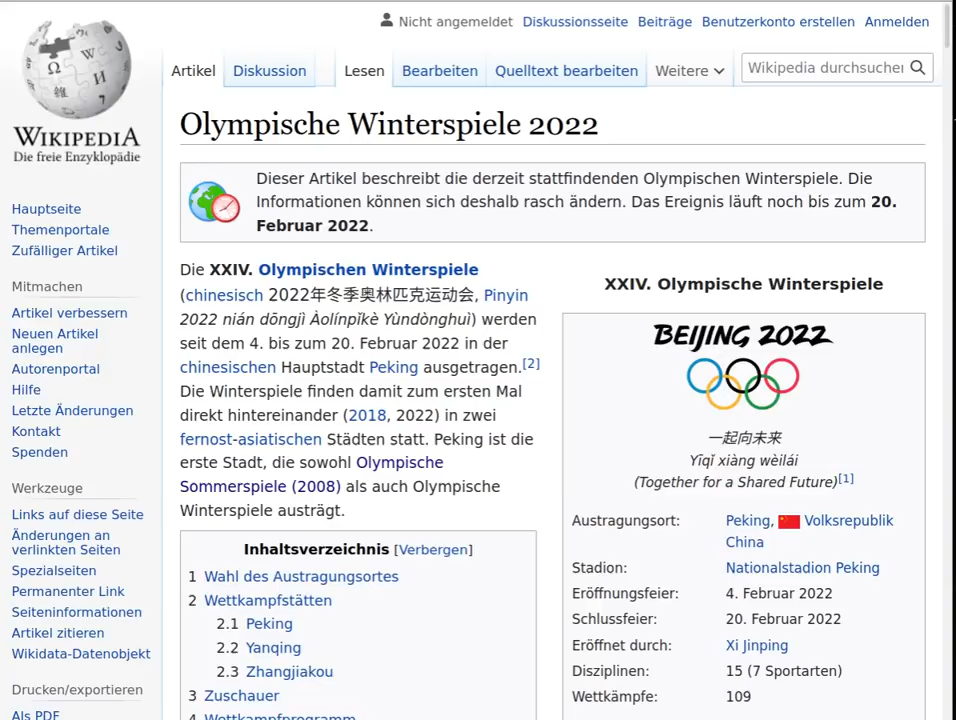 Nicht angemeldet Diskussionsseite Beiträge Benutzerkonto erstellen Anmelden
Artikel Diskussion Lesen Bearbeiten Quelltext bearbeiten Weitere Wikipedia durchsuchen
WIKIPEDIA
Die freie Enzyklopädie
Hauptseite
Themenportale
Zufälliger Artikel
Mitmachen
Artikel verbessern
Neuen Artikel
anlegen
Autorenportal
Hilfe
Letzte Änderungen
Kontakt
Spenden
Werkzeuge
Links auf diese Seite
Änderungen an
verlinkten Seiten
Spezialseiten
Permanenter Link
Seiteninformationen
Artikel zitieren
Wikidata-Datenobjekt
Drucken/exportieren
Als PDF
Olympische Winterspiele 2022
Dieser Artikel beschreibt die derzeit stattfindenden Olympischen Winterspiele. Die
Informationen können sich deshalb rasch ändern. Das Ereignis läuft noch bis zum 20.
Februar 2022.
Die XXIV. Olympischen Winterspiele
(chinesisch 2022年冬季奥林匹克运动会, Pinyin
2022 nián dōngjì Àolínpǐkè Yùndònghuì) werden
seit dem 4. bis zum 20. Februar 2022 in der
chinesischen Hauptstadt Peking ausgetragen.[2]
Die Winterspiele finden damit zum ersten Mal
direkt hintereinander (2018, 2022) in zwei
fernost-asiatischen Städten statt. Peking ist die
erste Stadt, die sowohl Olympische
Sommerspiele (2008) als auch Olympische
Winterspiele austrägt.
Inhaltsverzeichnis [Verbergen]
1 Wahl des Austragungsortes
2 Wettkampfstätten
2.1 Peking
2.2 Yanqing
2.3 Zhangjiakou
3 Zuschauer
4 Wettkampfprogramm
XXIV. Olympische Winterspiele
BEIJING 2022
一起向未来
Yīqǐ xiàng wèilái
(Together for a Shared Future)[1]
Austragungsort: Peking, Volksrepublik
China
Stadion: Nationalstadion Peking
Eröffnungsfeier: 4. Februar 2022
Schlussfeier: 20. Februar 2022
Eröffnet durch: Xi Jinping
Disziplinen: 15 (7 Sportarten)
Wettkämpfe: 109